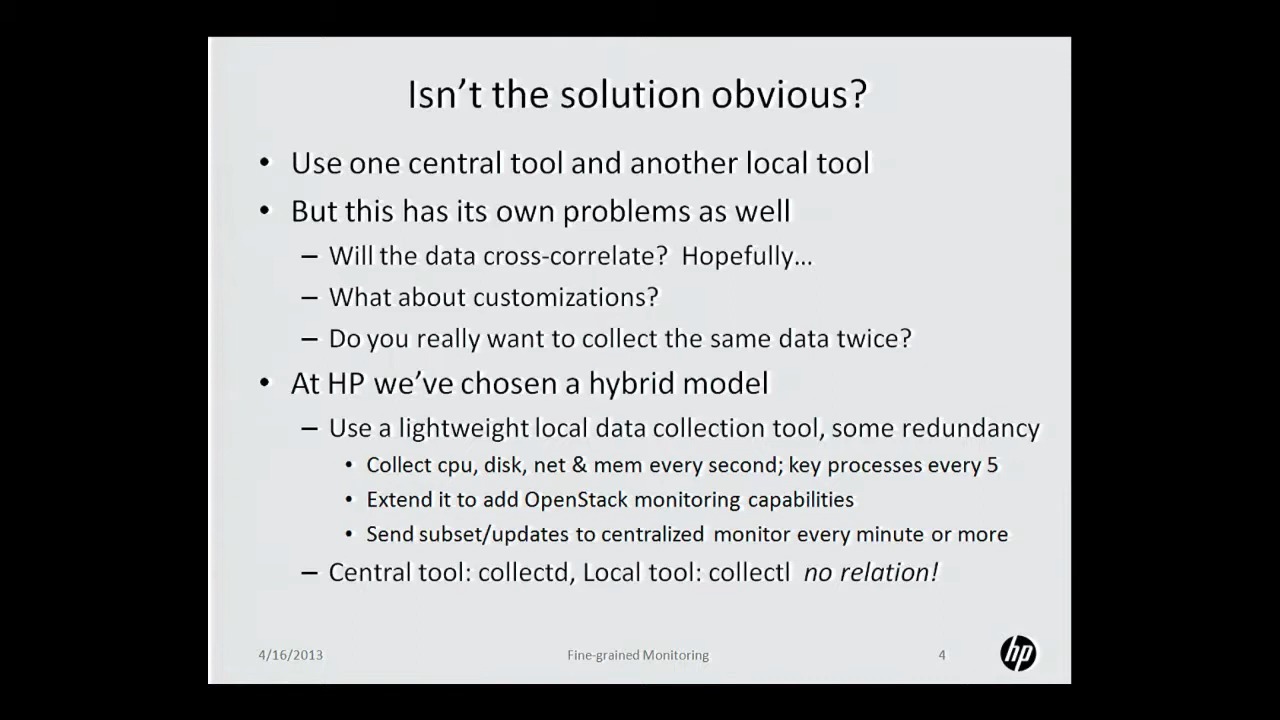 Isn't the solution obvious?
• Use one central tool and another local tool
• But this has its own problems as well
– Will the data cross-correlate?  Hopefully…
– What about customizations?
– Do you really want to collect the same data twice?
• At HP we've chosen a hybrid model
– Use a lightweight local data collection tool, some redundancy
• Collect cpu, disk, net & mem every second; key processes every 5
• Extend it to add OpenStack monitoring capabilities
• Send subset/updates to centralized monitor every minute or more
– Central tool: collectd, Local tool: collectl  no relation!
4/16/2013
Fine-grained Monitoring
4
hp